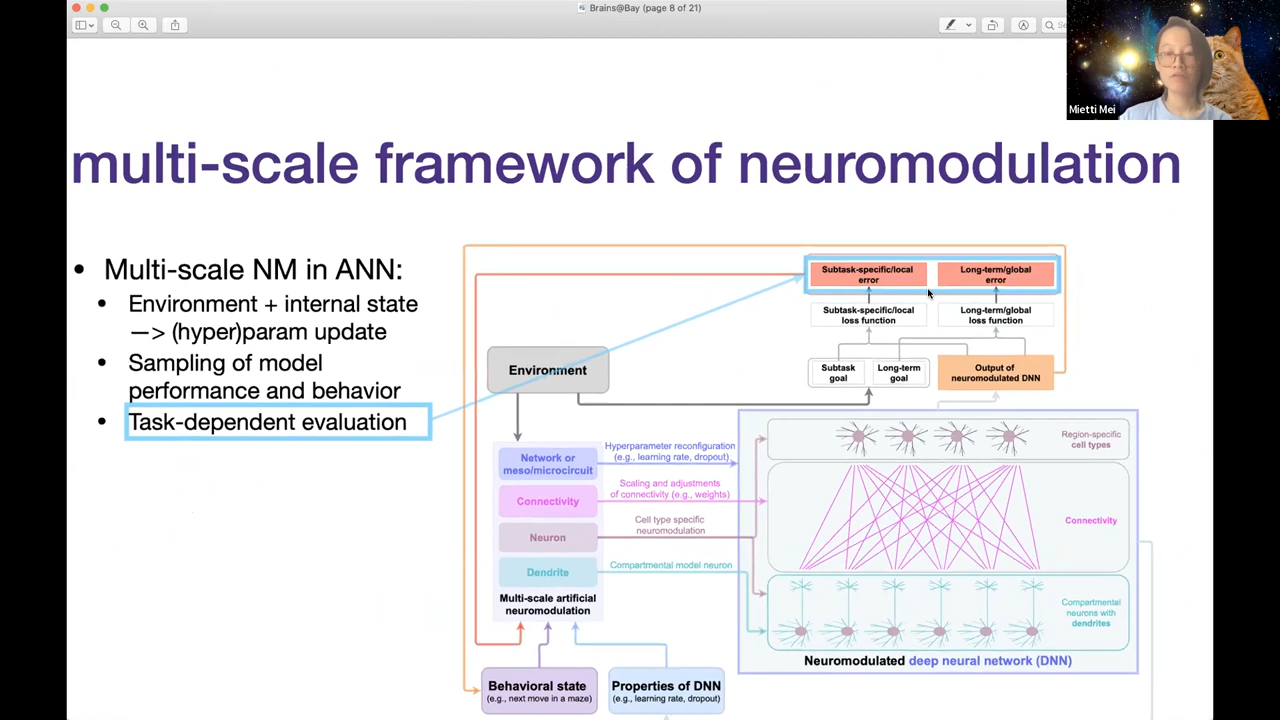 Brains@Bay (page 8 of 21)
Mietti Mei
multi-scale framework of neuromodulation
• Multi-scale NM in ANN:
• Environment + internal state
—> (hyper)param update
• Sampling of model
performance and behavior
• Task-dependent evaluation
Subtask-specific/local
error
Long-term/global
error
Subtask-specific/local
loss function
Long-term/global
loss function
Environment
Subtask
goal
Long-term
goal
Output of
neuromodulated DNN
Network or
meso/microcircuit
Hyperparameter reconfiguration
(e.g., learning rate, dropout)
Connectivity
Scaling and adjustments
of connectivity (e.g., weights)
Neuron
Cell type specific
neuromodulation
Dendrite
Compartmental model neuron
Multi-scale artificial
neuromodulation
Region-specific
cell types
Connectivity
Compartmental
neurons with
dendrites
Neuromodulated deep neural network (DNN)
Behavioral state
(e.g., next move in a maze)
Properties of DNN
(e.g., learning rate, dropout)